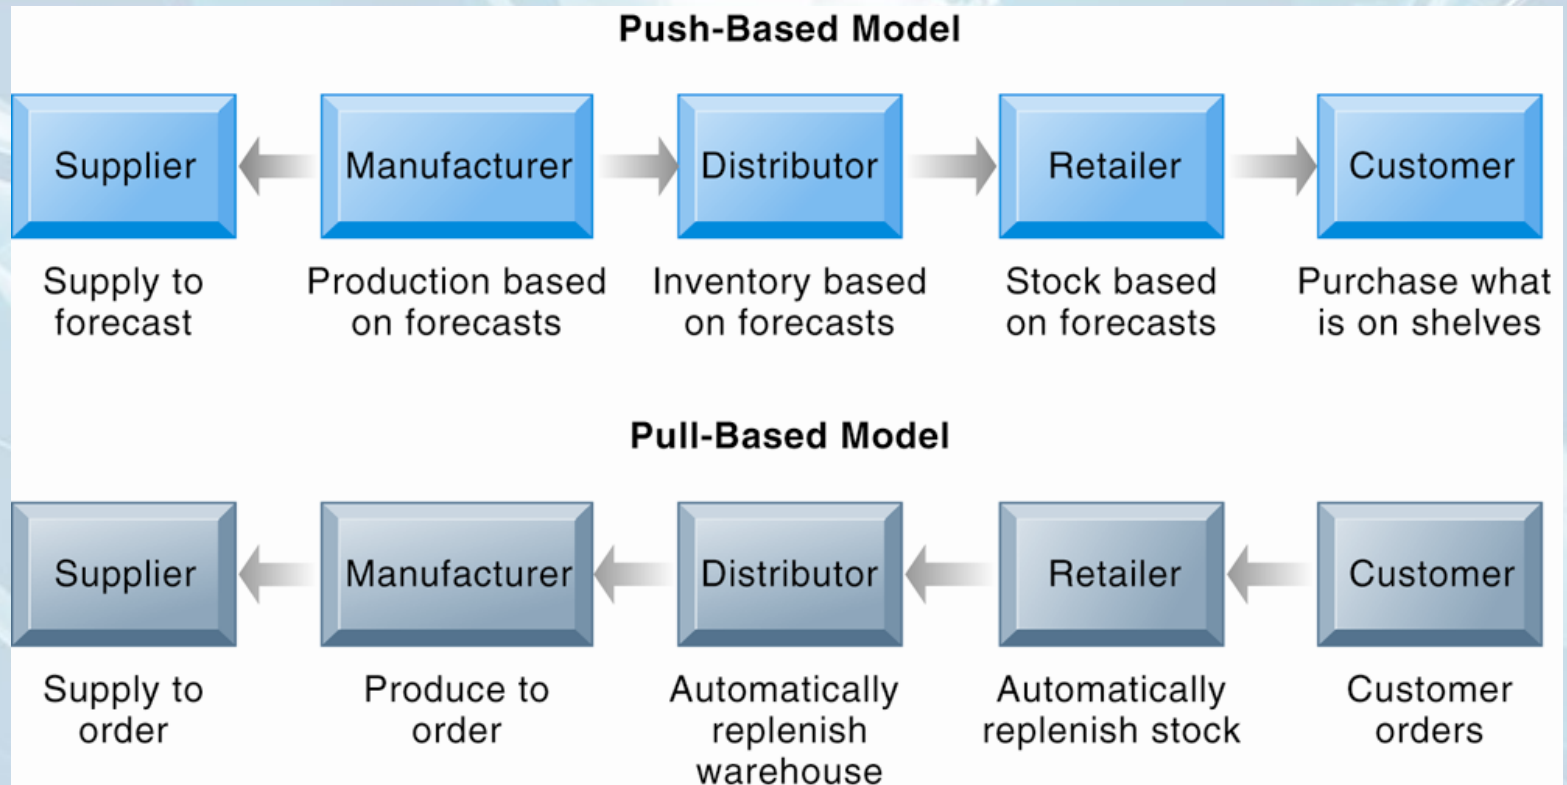 Push-Based Model
Supplier
Manufacturer
Distributor
Retailer
Customer
Supply to
forecast
Production based
on forecasts
Inventory based
on forecasts
Stock based
on forecasts
Purchase what
is on shelves
Pull-Based Model
Supplier
Manufacturer
Distributor
Retailer
Customer
Supply to
order
Produce to
order
Automatically
replenish
warehouse
Automatically
replenish stock
Customer
orders